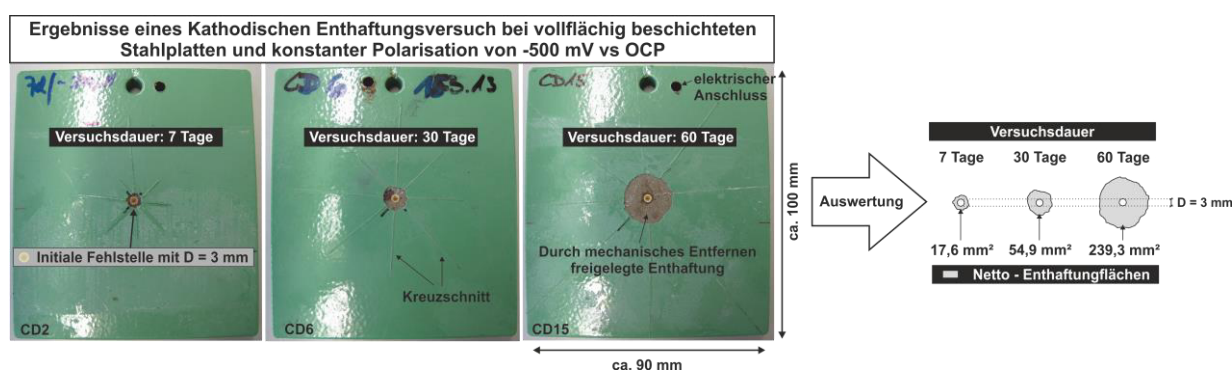 Ergebnisse eines Kathodischen Enthaftungsversuch bei vollflächig beschichteten
Stahlplatten und konstanter Polarisation von -500 mV vs OCP
CD 6
CD15
elektrischer
Anschluss
Versuchsdauer: 7 Tage
Versuchsdauer: 30 Tage
Versuchsdauer: 60 Tage
Initiale Fehlstelle mit D = 3 mm
Kreuzschnitt
Durch mechanisches Entfernen
freigelegte Enthaftung
CD2
CD6
CD15
ca. 90 mm
ca. 100 mm
Auswertung
Versuchsdauer
7 Tage
30 Tage
60 Tage
D = 3 mm
17,6 mm²
54,9 mm²
239,3 mm²
Netto - Enthaftungflächen